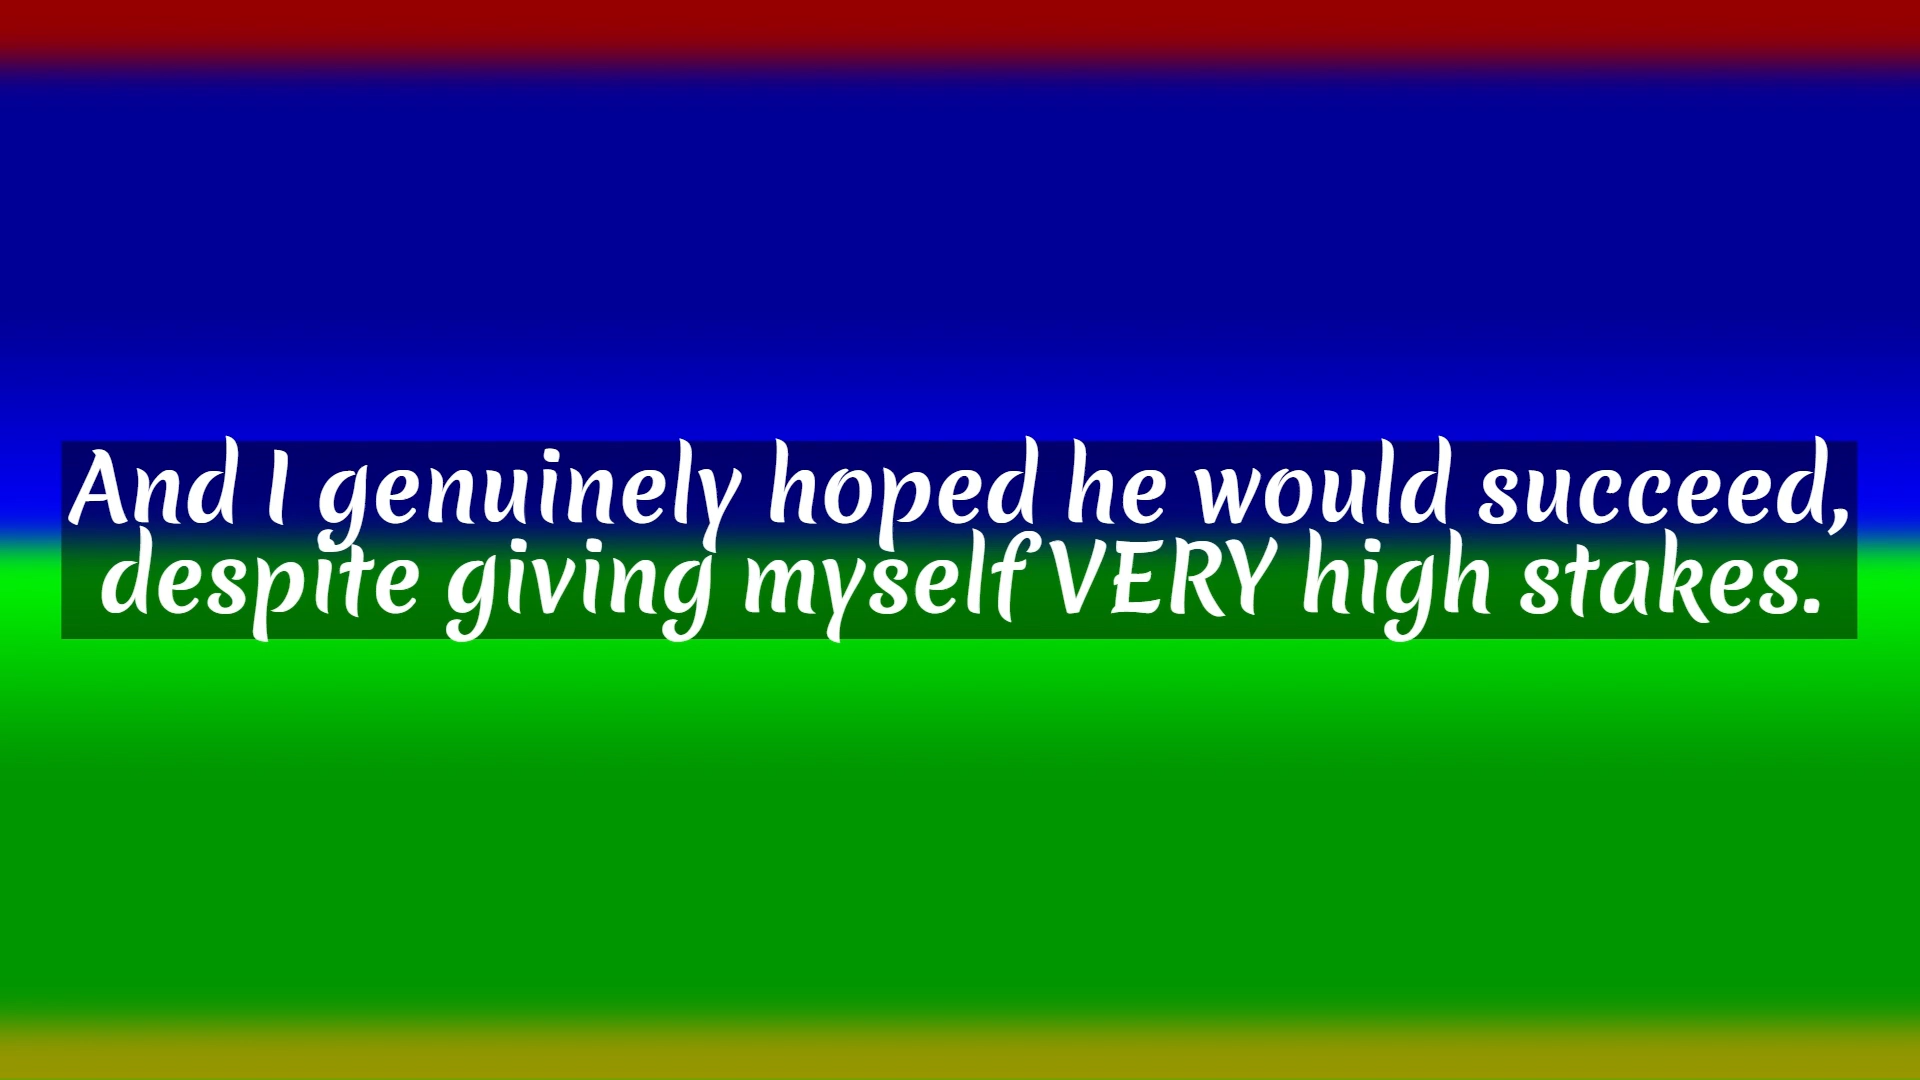 And I genuinely hoped he would succeed,
despite giving myself VERY high stakes.